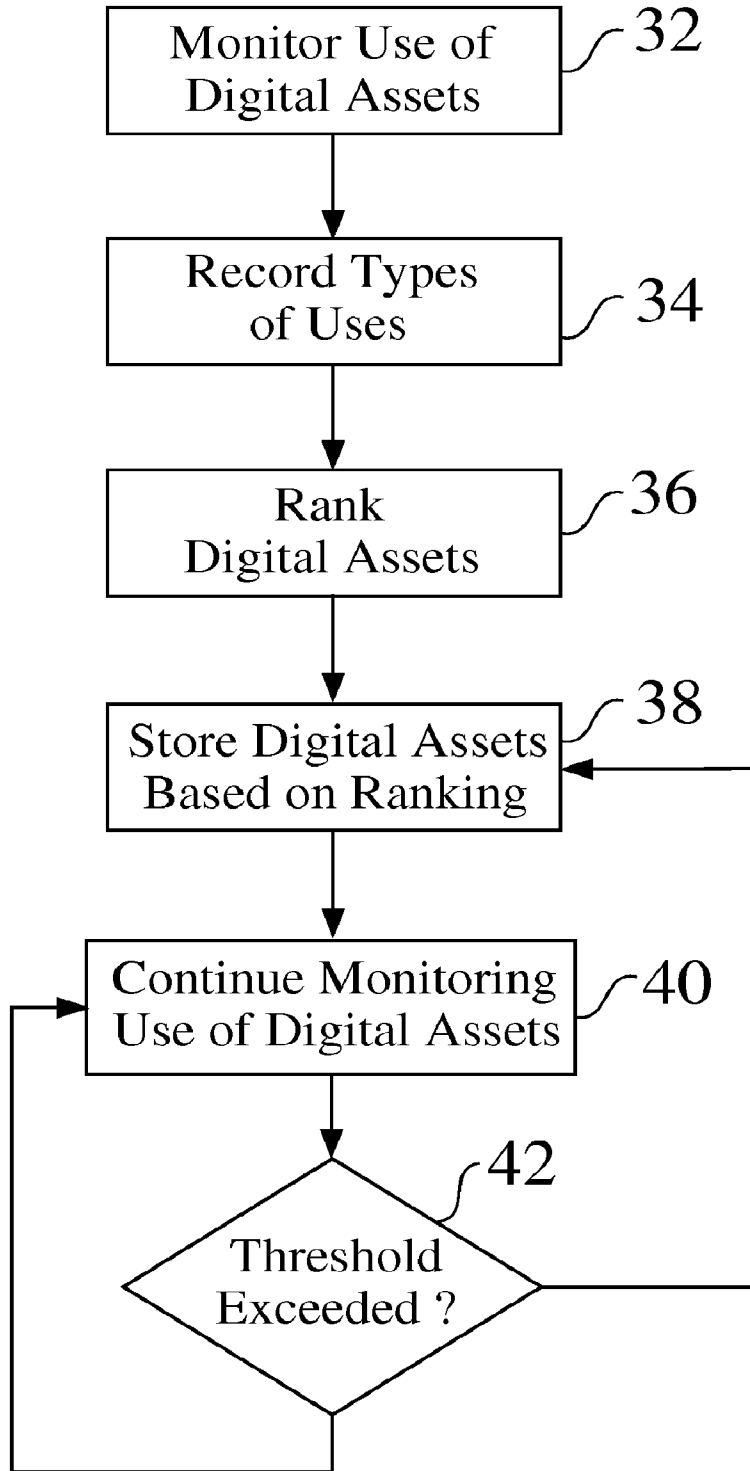 Monitor Use of
Digital Assets
32
Record Types
of Uses
34
Rank
Digital Assets
36
Store Digital Assets
Based on Ranking
38
Continue Monitoring
Use of Digital Assets
40
Threshold
Exceeded ?
42